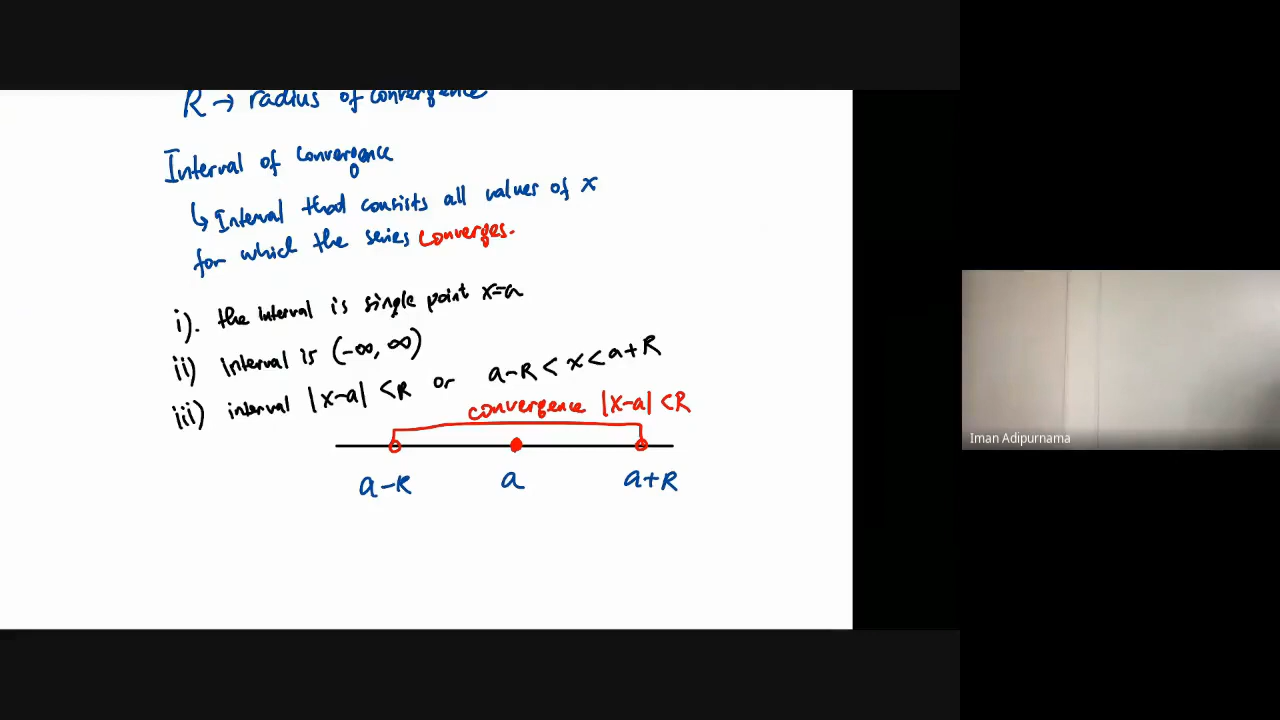 R → radius of convergence
Interval of convergence
↳ Interval that consists all values of x
for which the series converges.
i). the interval is single point x=a
ii) Interval is (-∞, ∞)
iii) interval |x-a| < R or a-R < x < a+R
convergence |x-a| < R
a-R a a+R
Iman Adipurnama